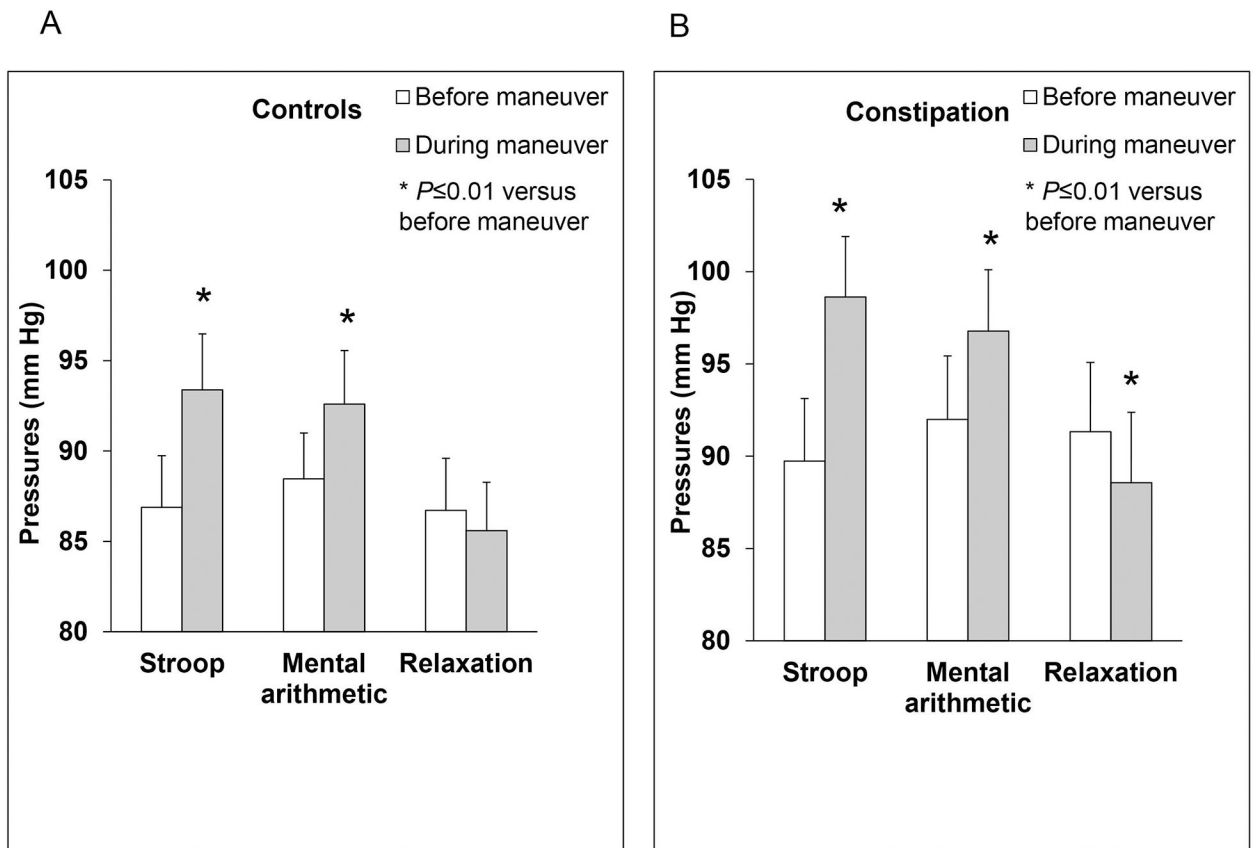 A
Controls
Before maneuver
During maneuver
* P≤0.01 versus
before maneuver
Pressures (mm Hg)
105
100
95
90
85
80
*
*
Stroop
Mental
arithmetic
Relaxation
B
Constipation
Before maneuver
During maneuver
* P≤0.01 versus
before maneuver
Pressures (mm Hg)
105
100
95
90
85
80
*
*
*
Stroop
Mental
arithmetic
Relaxation